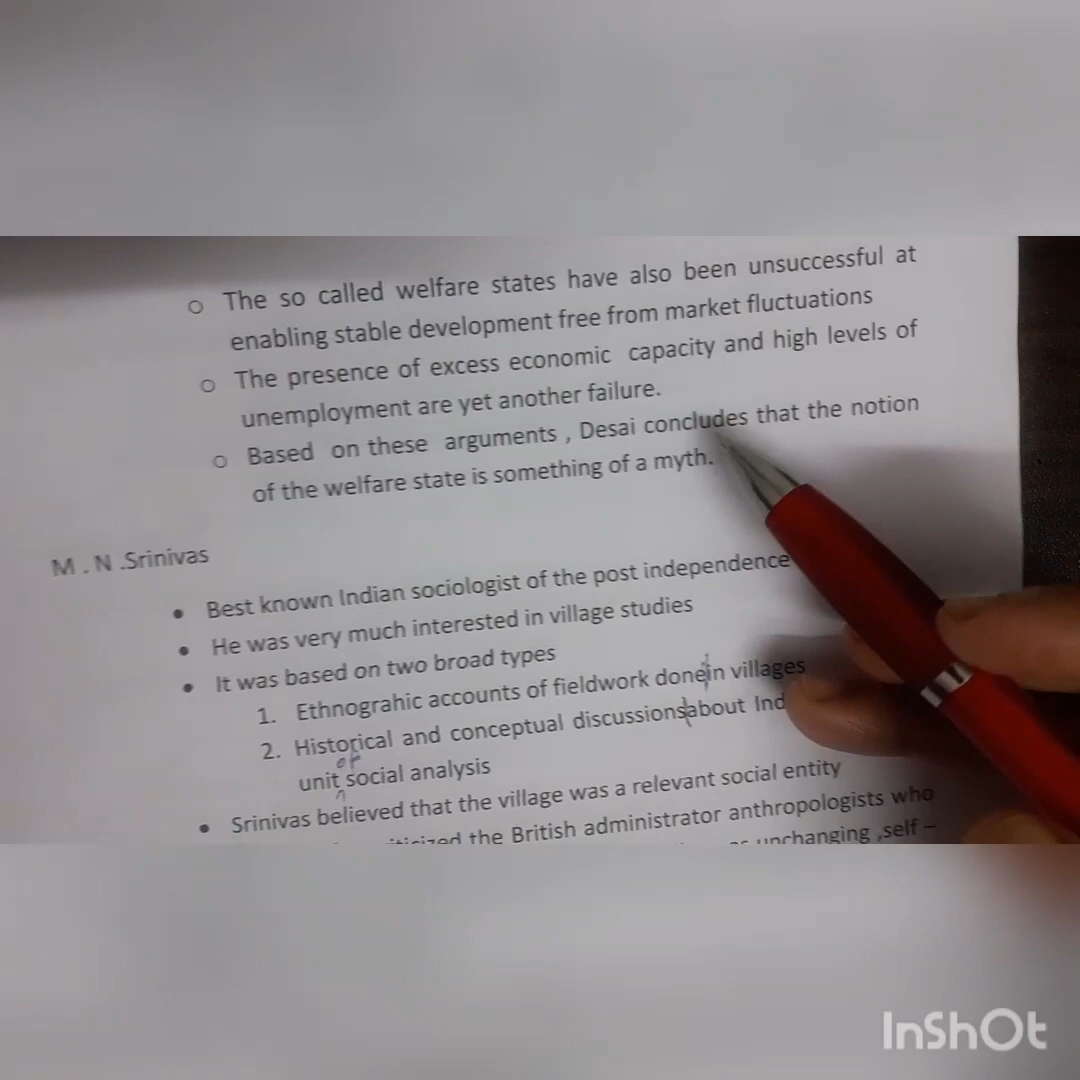 o The so called welfare states have also been unsuccessful at
enabling stable development free from market fluctuations
o The presence of excess economic capacity and high levels of
unemployment are yet another failure.
o Based on these arguments , Desai concludes that the notion
of the welfare state is something of a myth.
M . N .Srinivas
• Best known Indian sociologist of the post independence
• He was very much interested in village studies
• It was based on two broad types
1. Ethnograhic accounts of fieldwork done|in villages
2. Historical and conceptual discussions|about Ind
of
unit social analysis
• Srinivas believed that the village was a relevant social entity
the British administrator anthropologists who
unchanging ,self –
InShOt